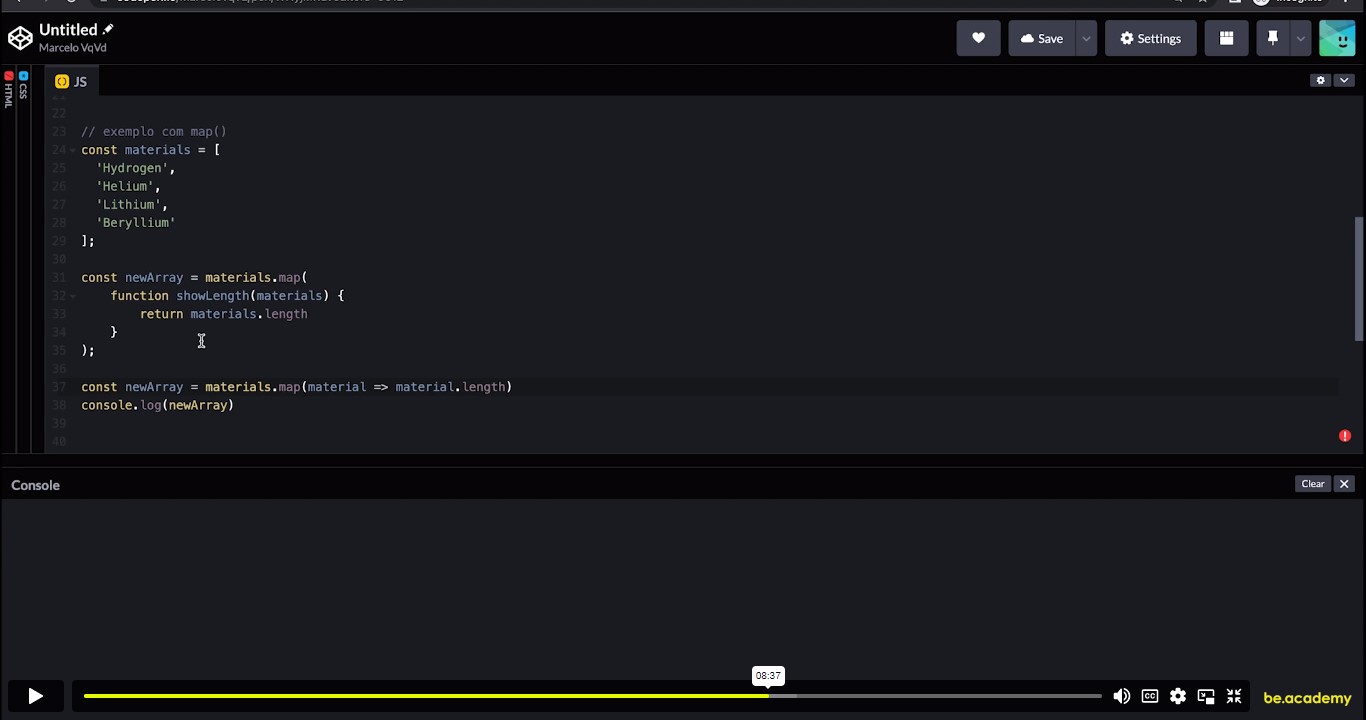 Untitled
Marcelo VqVd
Save
Settings
HTML
CSS
JS
22
23 // exemplo com map()
24 const materials = [
25 'Hydrogen',
26 'Helium',
27 'Lithium',
28 'Beryllium'
29 ];
30
31 const newArray = materials.map(
32 function showLength(materials) {
33 return materials.length
34 }
35 );
36
37 const newArray = materials.map(material => material.length)
38 console.log(newArray)
39
40
Console
Clear
08:37
CC
be.academy